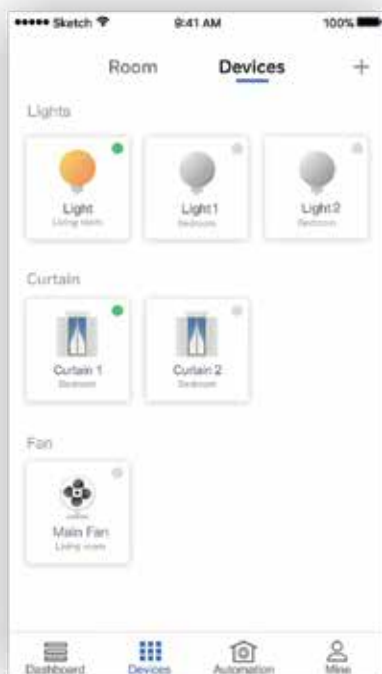 Sketch 9:41 AM 100%
Room Devices +
Lights
Light Light1 Light2
Living room Bedroom Bedroom
Curtain
Curtain 1 Curtain 2
Bedroom Bedroom
Fan
Main Fan
Living room
Dashboard Devices Automation Mine